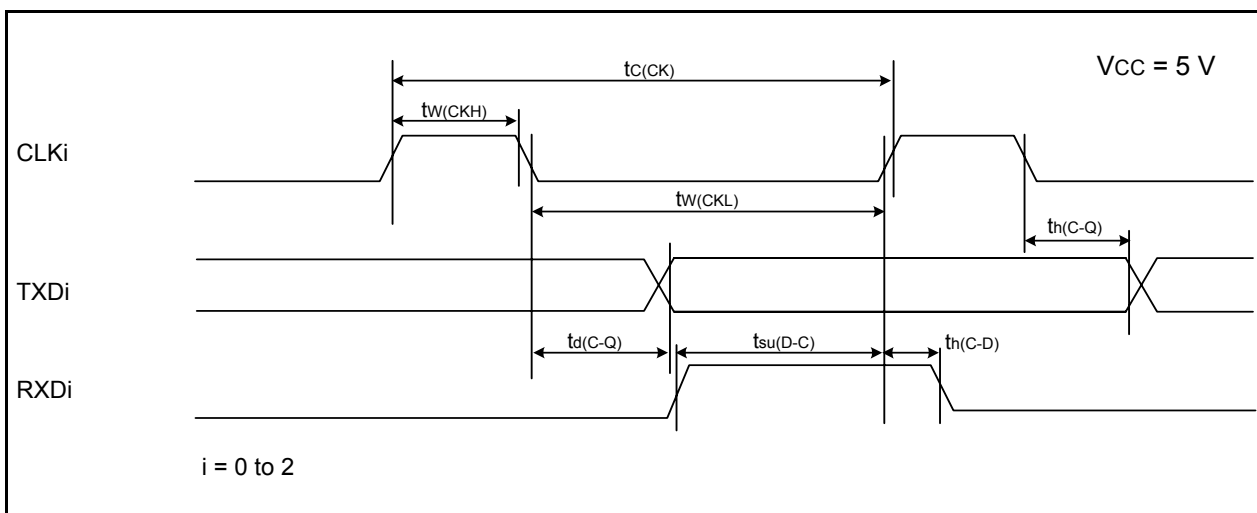 tC(CK)
VCC = 5 V
tW(CKH)
CLKi
tW(CKL)
th(C-Q)
TXDi
td(C-Q)
tsu(D-C)
th(C-D)
RXDi
i = 0 to 2